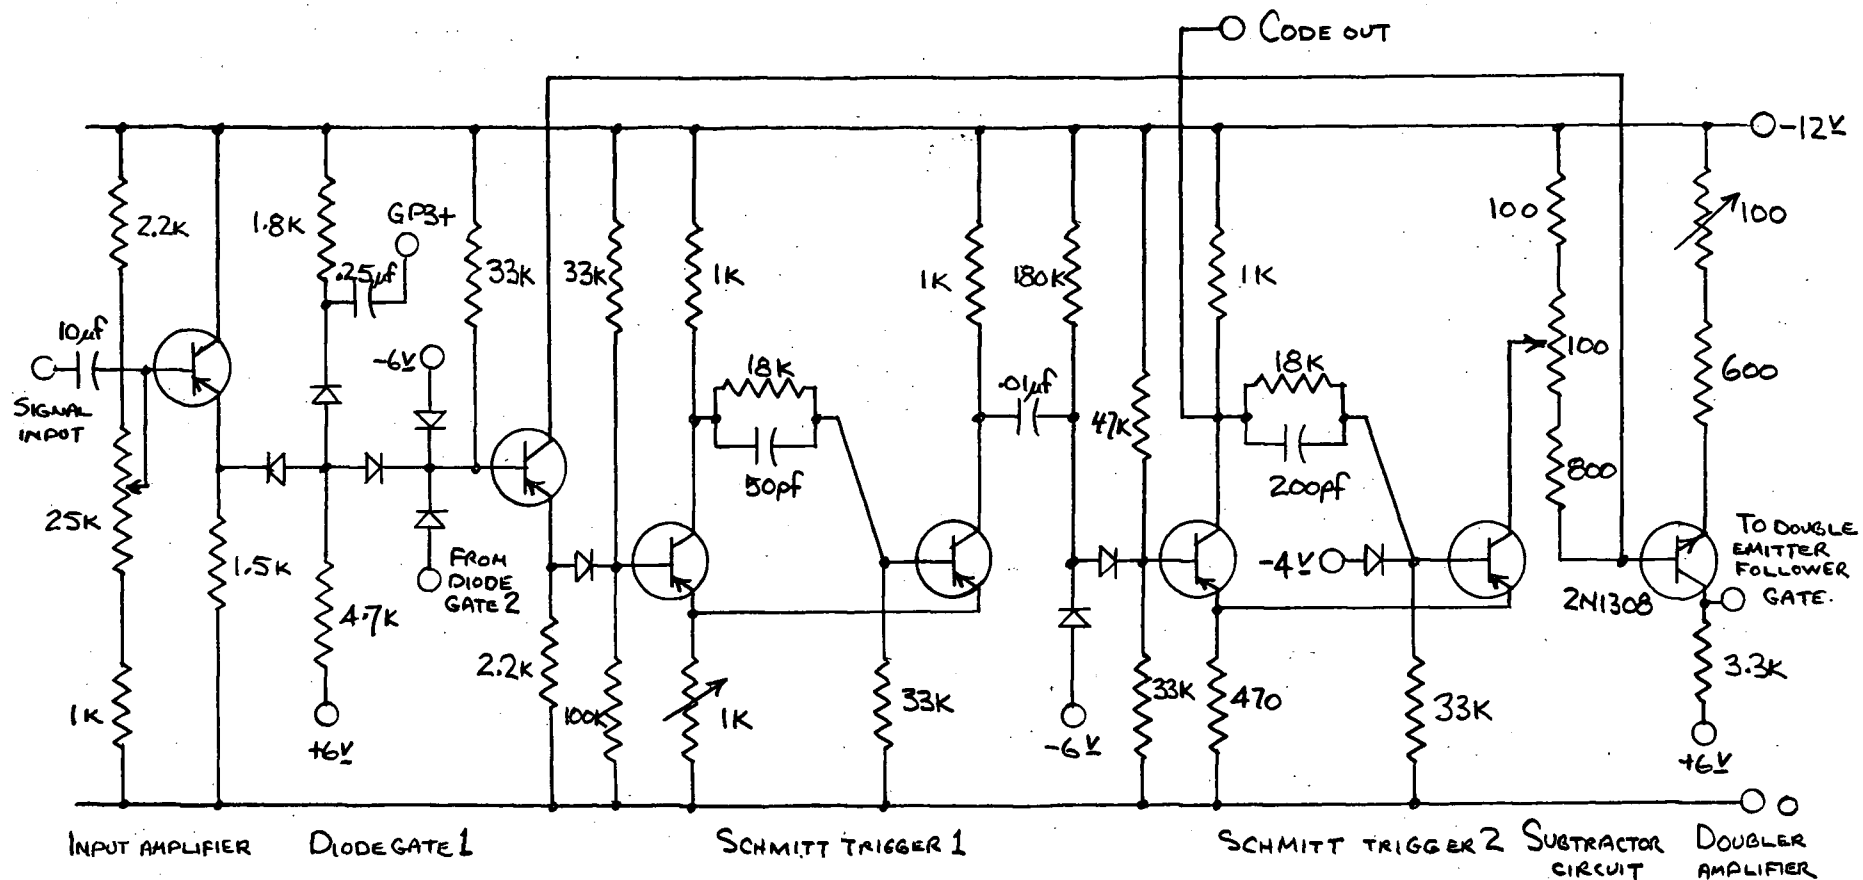 CODE OUT
-12V
2.2K
1.8K
GP3+
.25µf
33K
33K
1K
1K
180K
1K
100
100
10µf
SIGNAL
INPUT
-6V
18K
.01µf
18K
100
600
47K
50pf
200pf
800
25K
1.5K
FROM
DIODE
GATE 2
-4V
TO DOUBLE
EMITTER
FOLLOWER
GATE.
2N1308
4.7K
2.2K
1K
100K
1K
33K
33K
470
33K
3.3K
+6V
-6V
+6V
0
INPUT AMPLIFIER
DIODE GATE 1
SCHMITT TRIGGER 1
SCHMITT TRIGGER 2
SUBTRACTOR
CIRCUIT
DOUBLER
AMPLIFIER